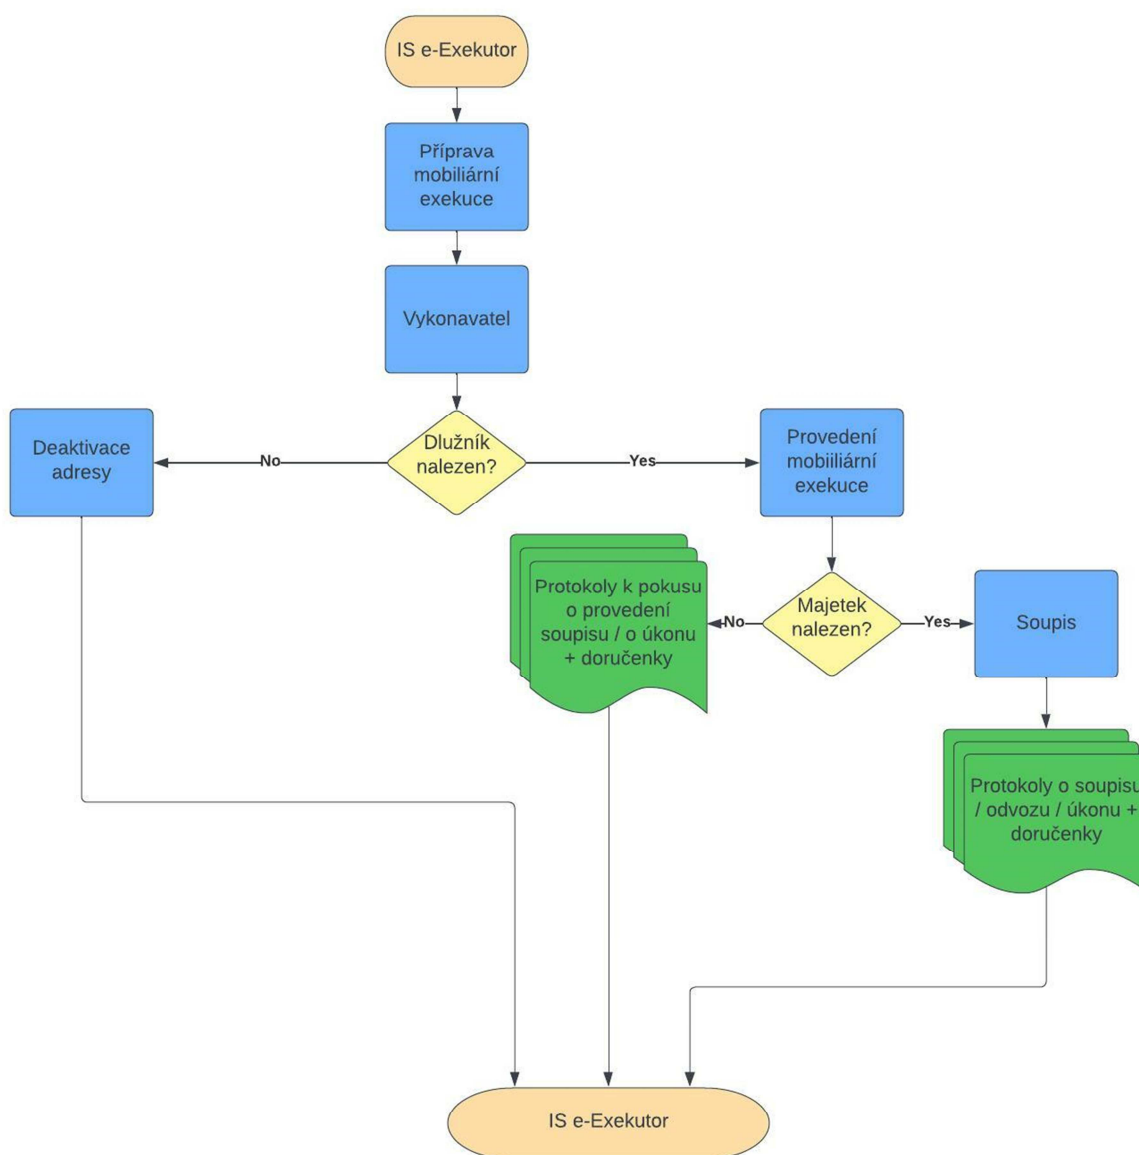 IS e-Exekutor
Příprava
mobiliární
exekuce
Vykonavatel
Dlužník
nalezen?
No
Deaktivace
adresy
Yes
Provedení
mobiiliární
exekuce
Majetek
nalezen?
No
Protokoly k pokusu
o provedení
soupisu / o úkonu
+ doručenky
Yes
Soupis
Protokoly o soupisu
/ odvozu / úkonu +
doručenky
IS e-Exekutor